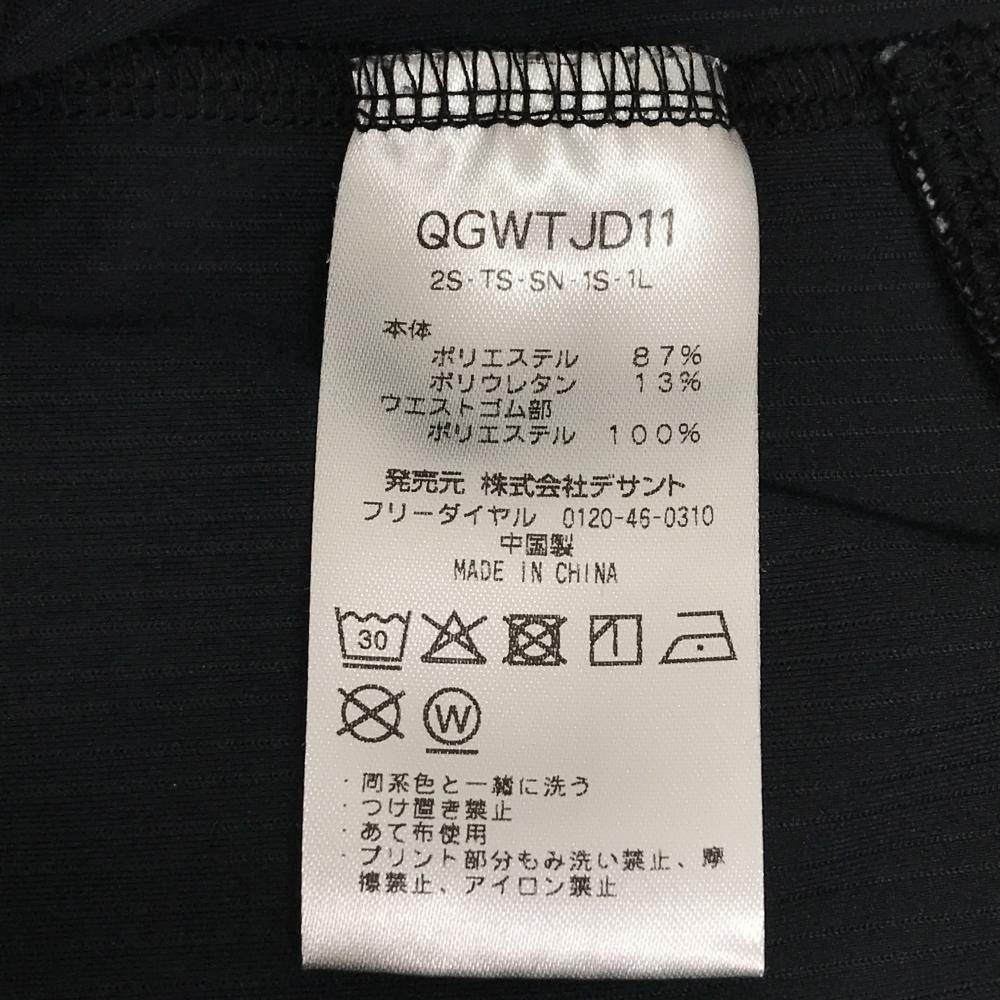 QGWTJD11
2S-TS-SN-1S-1L
本体
ポリエステル 87%
ポリウレタン 13%
ウエストゴム部
ポリエステル 100%
発売元 株式会社デサント
フリーダイヤル 0120-46-0310
中国製
MADE IN CHINA
30
W
・同系色と一緒に洗う
・つけ置き禁止
・あて布使用
・プリント部分もみ洗い禁止、摩
擦禁止、アイロン禁止